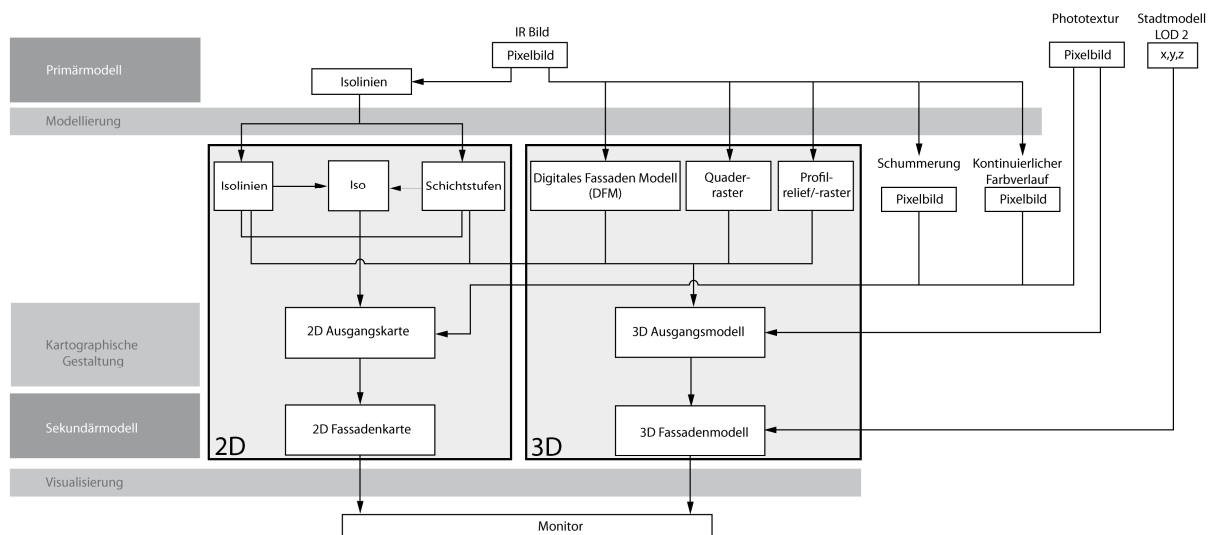 Phototextur
Stadtmodell
LOD 2
IR Bild
Pixelbild
Pixelbild
x,y,z
Primärmodell
Isolinien
Modellierung
Isolinien
Iso
Schichtstufen
Digitales Fassaden Modell
(DFM)
Quader-
raster
Profil-
relief/-raster
Schummerung
Pixelbild
Kontinuierlicher
Farbverlauf
Pixelbild
Kartographische
Gestaltung
2D Ausgangskarte
3D Ausgangsmodell
Sekundärmodell
2D Fassadenkarte
3D Fassadenmodell
2D
3D
Visualisierung
Monitor